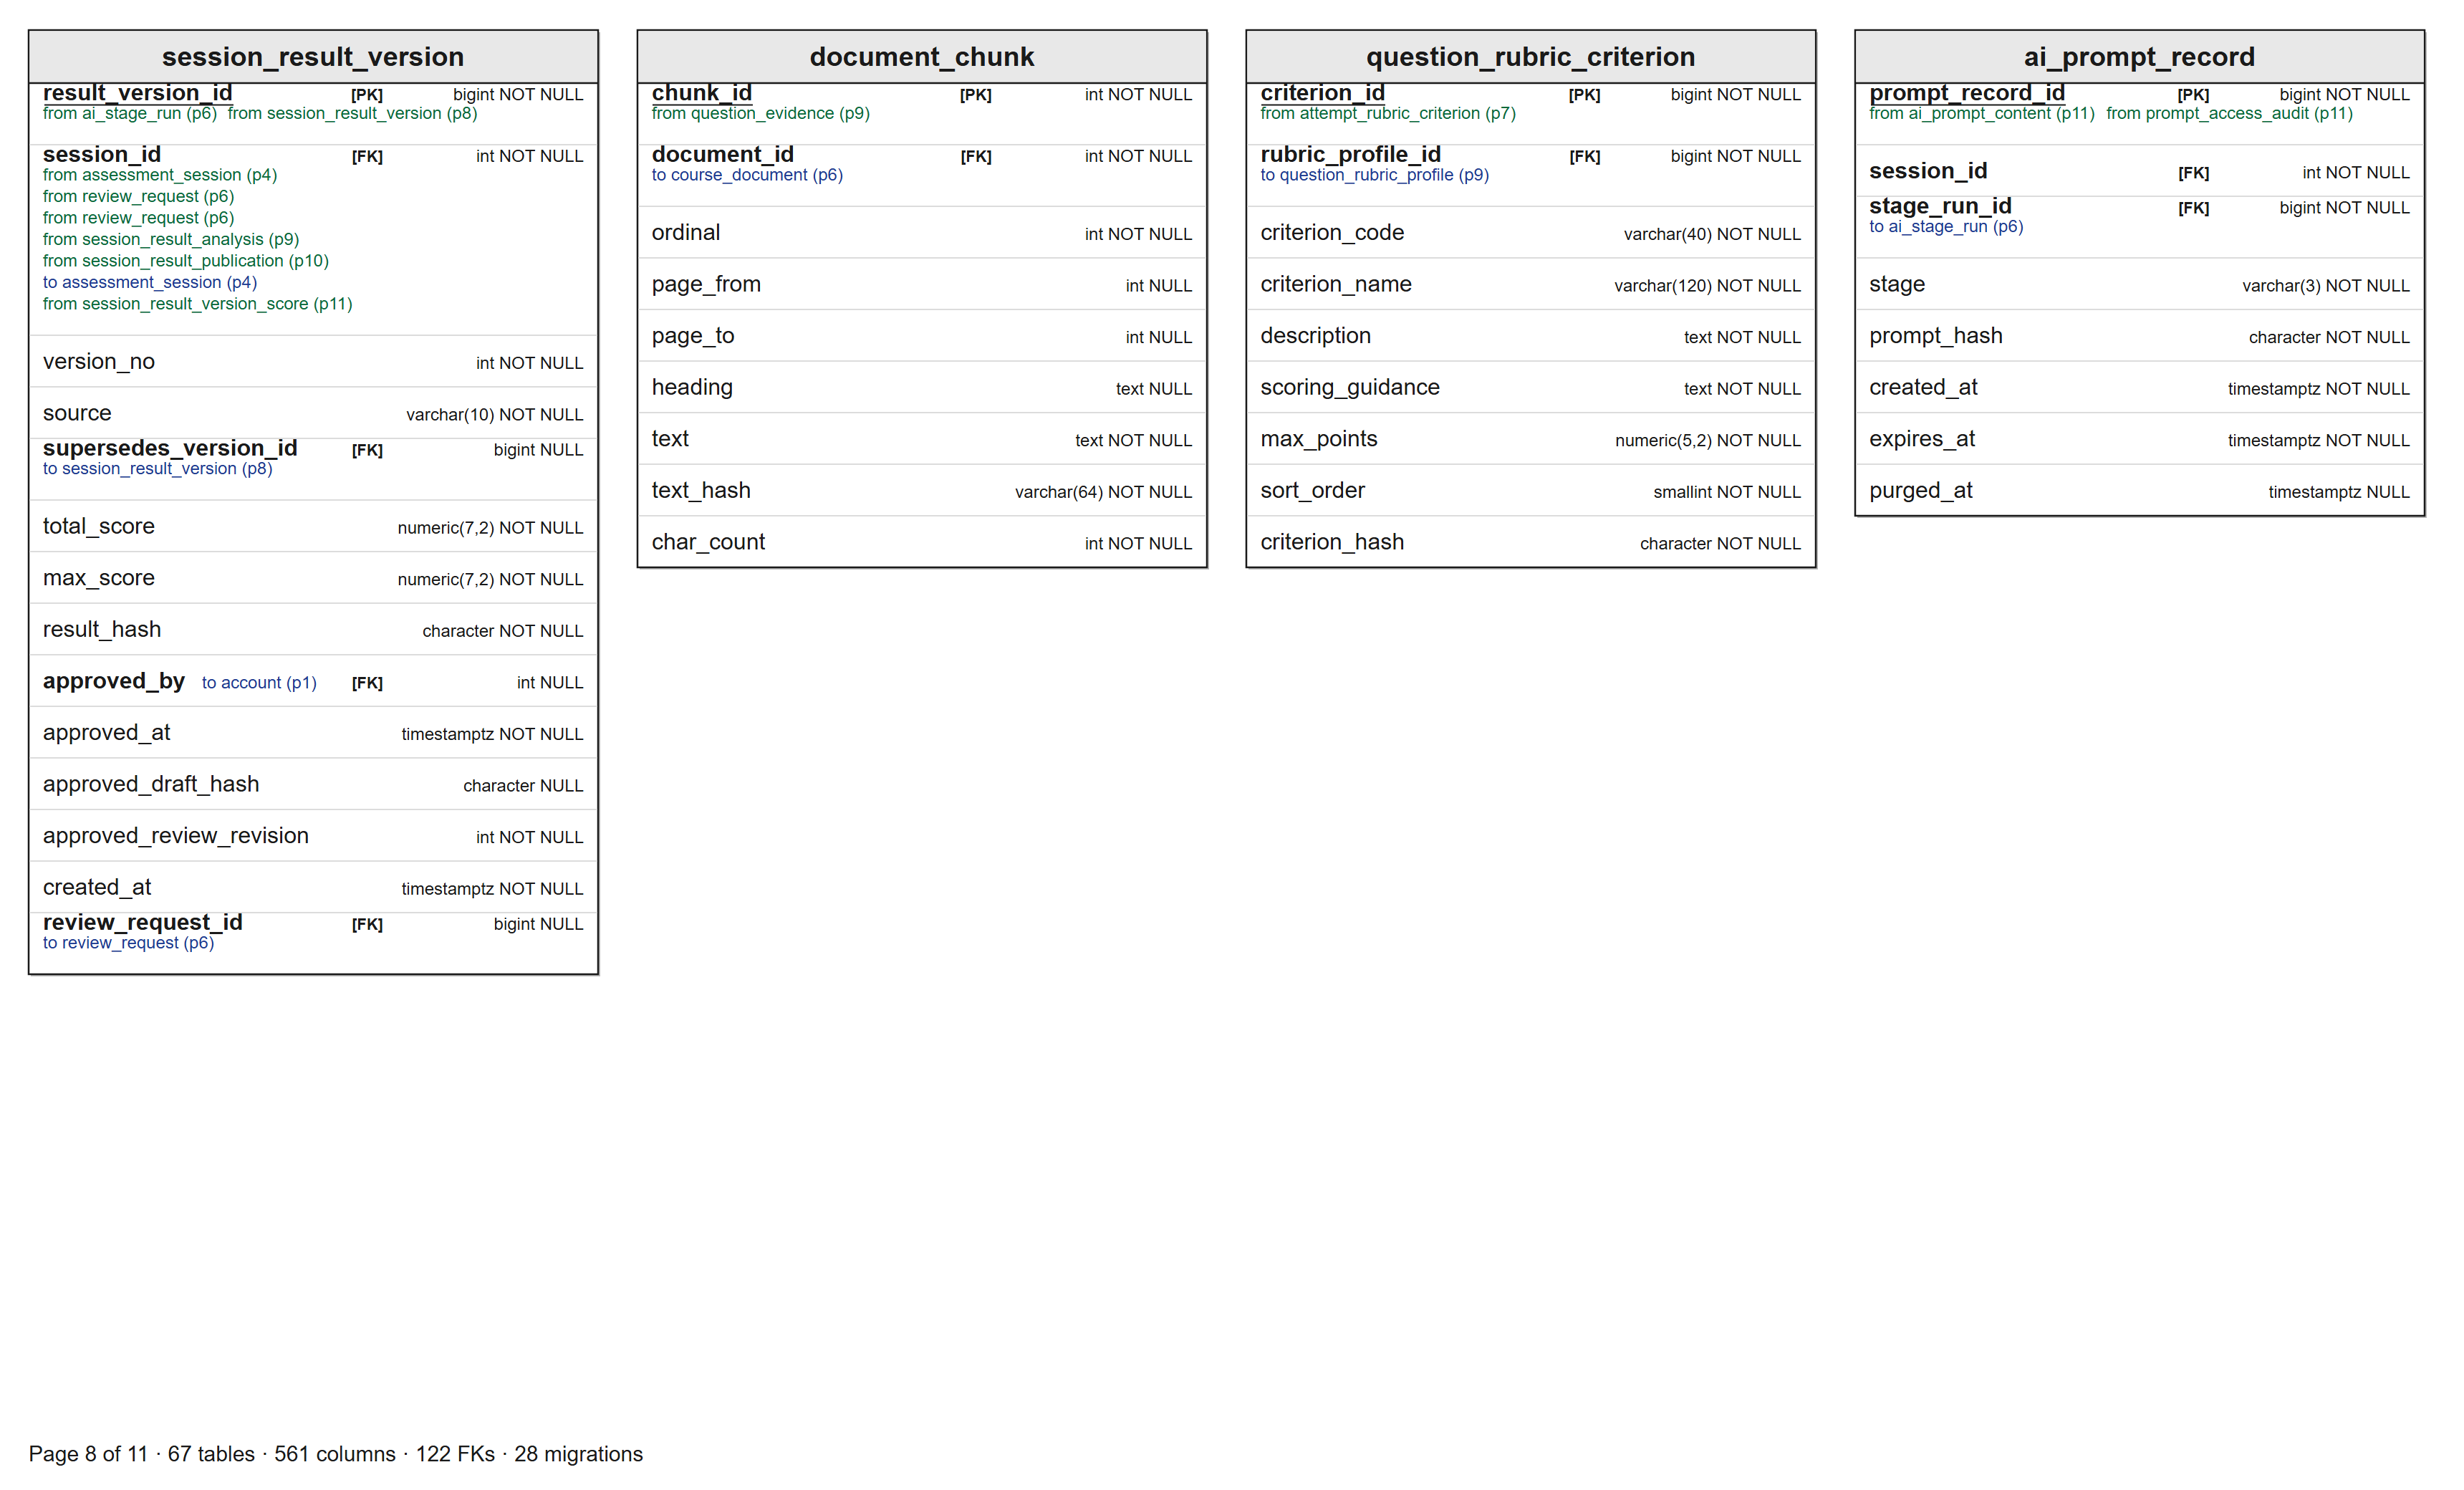 session_result_version
result_version_id [PK] bigint NOT NULL
from ai_stage_run (p6) from session_result_version (p8)
session_id [FK] int NOT NULL
from assessment_session (p4)
from review_request (p6)
from review_request (p6)
from session_result_analysis (p9)
from session_result_publication (p10)
to assessment_session (p4)
from session_result_version_score (p11)
version_no int NOT NULL
source varchar(10) NOT NULL
supersedes_version_id [FK] bigint NULL
to session_result_version (p8)
total_score numeric(7,2) NOT NULL
max_score numeric(7,2) NOT NULL
result_hash character NOT NULL
approved_by to account (p1) [FK] int NULL
approved_at timestamptz NOT NULL
approved_draft_hash character NULL
approved_review_revision int NOT NULL
created_at timestamptz NOT NULL
review_request_id [FK] bigint NULL
to review_request (p6)
document_chunk
chunk_id [PK] int NOT NULL
from question_evidence (p9)
document_id [FK] int NOT NULL
to course_document (p6)
ordinal int NOT NULL
page_from int NULL
page_to int NULL
heading text NULL
text text NOT NULL
text_hash varchar(64) NOT NULL
char_count int NOT NULL
question_rubric_criterion
criterion_id [PK] bigint NOT NULL
from attempt_rubric_criterion (p7)
rubric_profile_id [FK] bigint NOT NULL
to question_rubric_profile (p9)
criterion_code varchar(40) NOT NULL
criterion_name varchar(120) NOT NULL
description text NOT NULL
scoring_guidance text NOT NULL
max_points numeric(5,2) NOT NULL
sort_order smallint NOT NULL
criterion_hash character NOT NULL
ai_prompt_record
prompt_record_id [PK] bigint NOT NULL
from ai_prompt_content (p11) from prompt_access_audit (p11)
session_id [FK] int NOT NULL
stage_run_id [FK] bigint NOT NULL
to ai_stage_run (p6)
stage varchar(3) NOT NULL
prompt_hash character NOT NULL
created_at timestamptz NOT NULL
expires_at timestamptz NOT NULL
purged_at timestamptz NULL
Page 8 of 11 · 67 tables · 561 columns · 122 FKs · 28 migrations